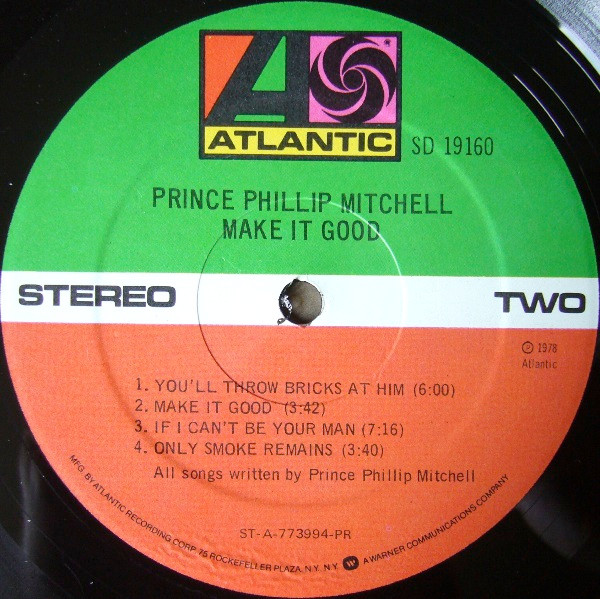 ATLANTIC
SD 19160
PRINCE PHILLIP MITCHELL
MAKE IT GOOD
STEREO
TWO
℗ 1978
Atlantic
1. YOU'LL THROW BRICKS AT HIM (6:00)
2. MAKE IT GOOD (3:42)
3. IF I CAN'T BE YOUR MAN (7:16)
4. ONLY SMOKE REMAINS (3:40)
All songs written by Prince Phillip Mitchell
ST-A-773994-PR
MFG. BY ATLANTIC RECORDING CORP. 75 ROCKEFELLER PLAZA, N.Y. N.Y. A WARNER COMMUNICATIONS COMPANY